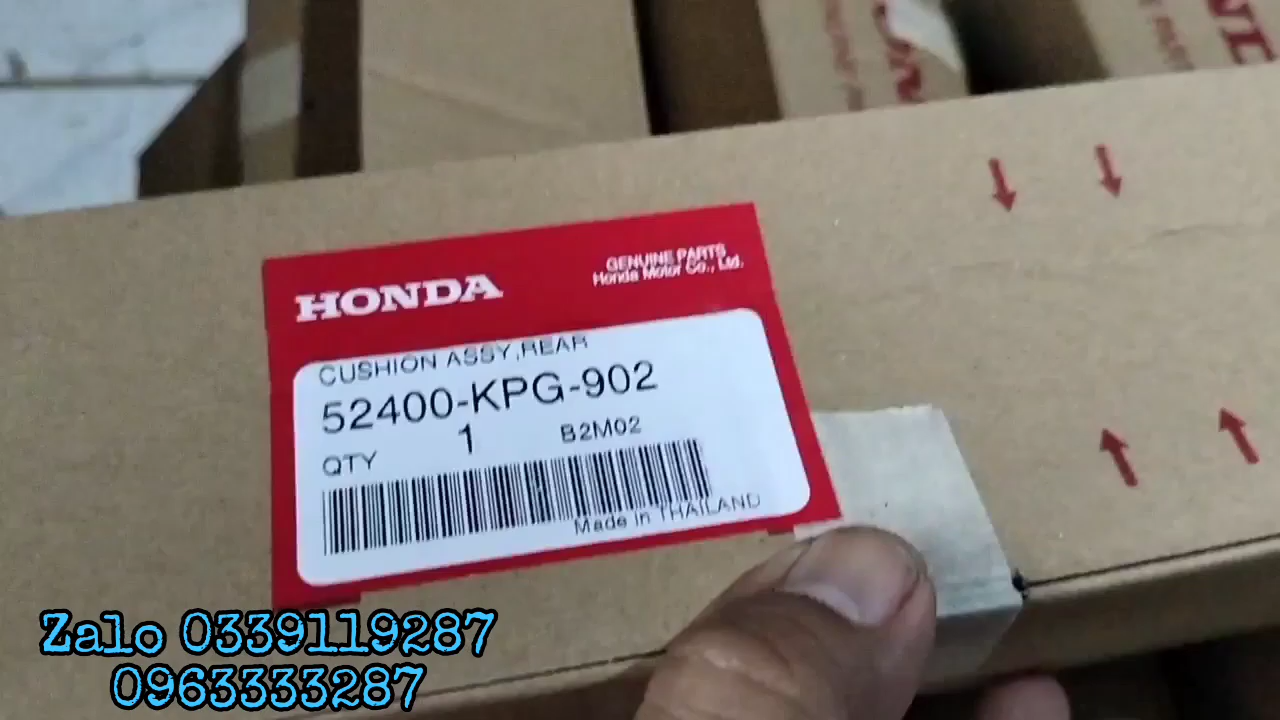 HONDA
GENUINE PARTS
Honda Motor Co., Ltd.
CUSHION ASSY,REAR
52400-KPG-902
1 B2M02
QTY
Made in THAILAND
Zalo 0339119287
0963333287